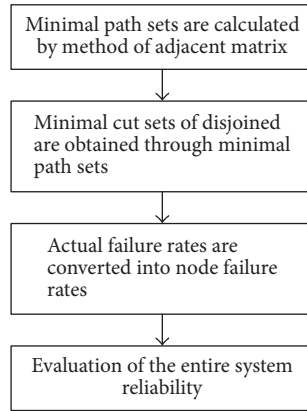 Minimal path sets are calculated
by method of adjacent matrix
Minimal cut sets of disjoined
are obtained through minimal
path sets
Actual failure rates are
converted into node failure
rates
Evaluation of the entire system
reliability